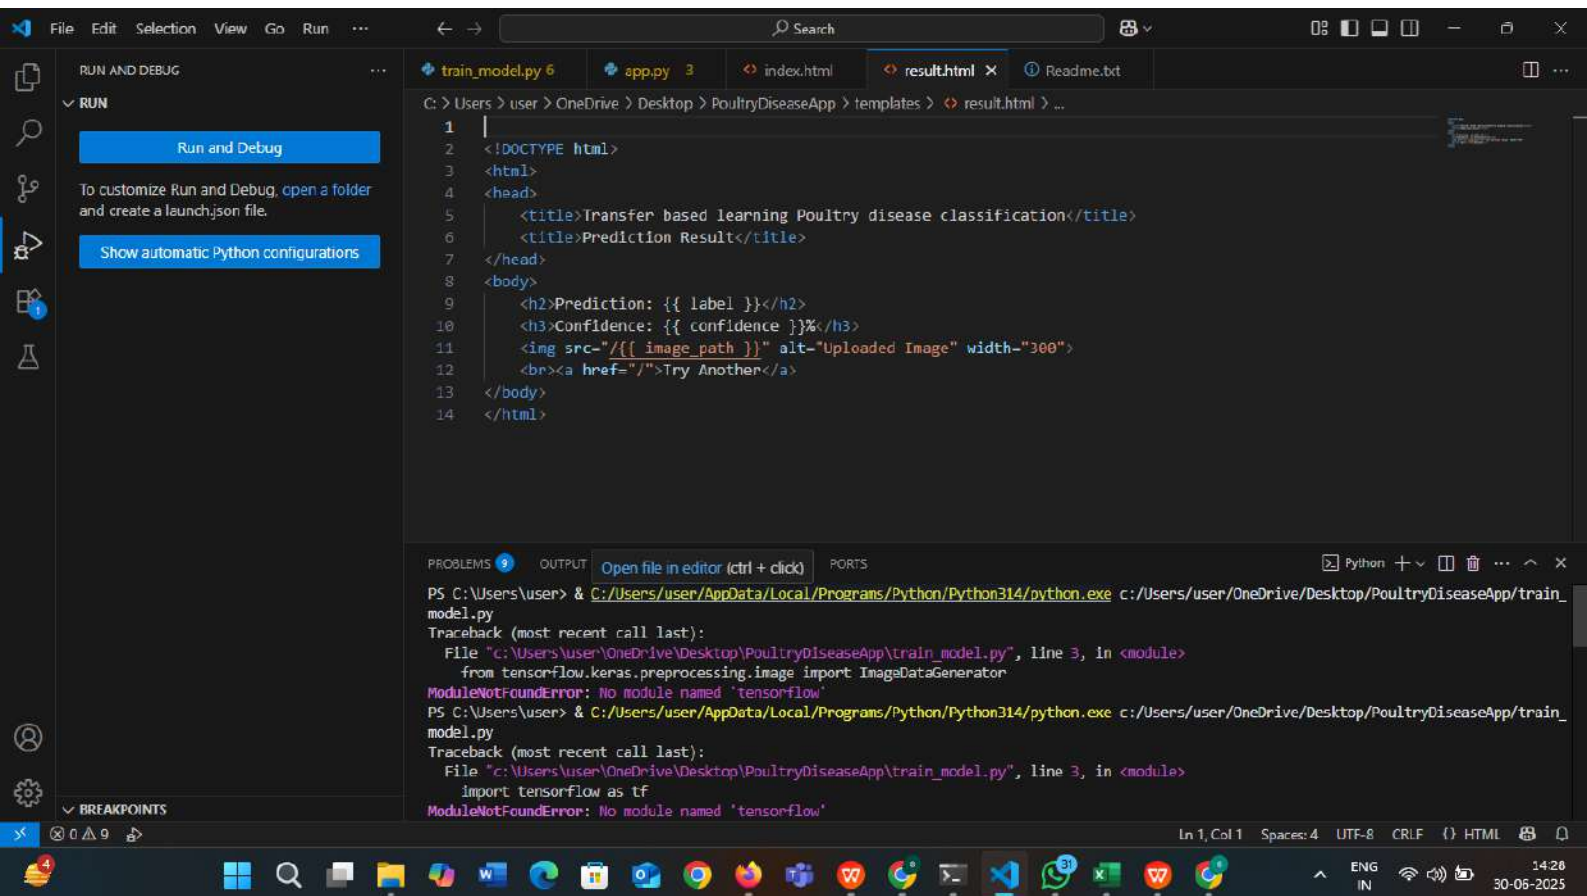 File Edit Selection View Go Run ···
Search
RUN AND DEBUG ···
train_model.py 6 app.py 3 index.html result.html × Readme.txt
RUN
C: > Users > user > OneDrive > Desktop > PoultryDiseaseApp > templates > result.html > ...
Run and Debug
To customize Run and Debug, open a folder
and create a launch.json file.
Show automatic Python configurations
1
2 <!DOCTYPE html>
3 <html>
4 <head>
5 <title>Transfer based learning Poultry disease classification</title>
6 <title>Prediction Result</title>
7 </head>
8 <body>
9 <h2>Prediction: {{ label }}</h2>
10 <h3>Confidence: {{ confidence }}%</h3>
11 <img src="/{{ image_path }}" alt="Uploaded Image" width="300">
12 <br><a href="/">Try Another</a>
13 </body>
14 </html>
1
PROBLEMS 9 OUTPUT Open file in editor (ctrl + click) PORTS
Python
PS C:\Users\user> & C:/Users/user/AppData/Local/Programs/Python/Python314/python.exe c:/Users/user/OneDrive/Desktop/PoultryDiseaseApp/train_
model.py
Traceback (most recent call last):
File "c:\Users\user\OneDrive\Desktop\PoultryDiseaseApp\train_model.py", line 3, in <module>
from tensorflow.keras.preprocessing.image import ImageDataGenerator
ModuleNotFoundError: No module named 'tensorflow'
PS C:\Users\user> & C:/Users/user/AppData/Local/Programs/Python/Python314/python.exe c:/Users/user/OneDrive/Desktop/PoultryDiseaseApp/train_
model.py
Traceback (most recent call last):
File "c:\Users\user\OneDrive\Desktop\PoultryDiseaseApp\train_model.py", line 3, in <module>
import tensorflow as tf
ModuleNotFoundError: No module named 'tensorflow'
BREAKPOINTS
0 9
Ln 1, Col 1 Spaces: 4 UTF-8 CRLF {} HTML
4
31
ENG
IN
14:28
30-06-2025